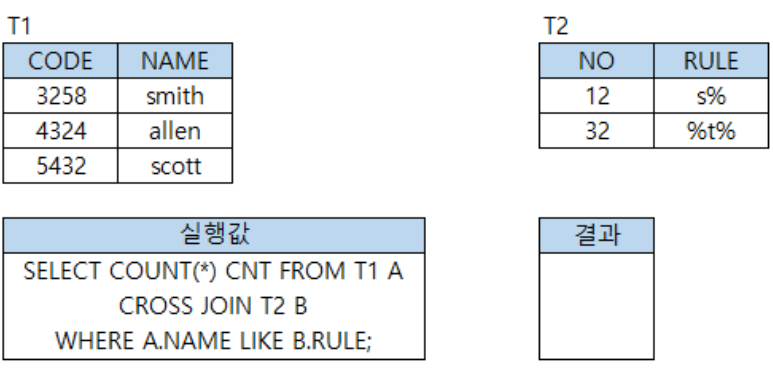 T1
CODE NAME
3258 smith
4324 allen
5432 scott
T2
NO RULE
12 s%
32 %t%
실행값
SELECT COUNT(*) CNT FROM T1 A
CROSS JOIN T2 B
WHERE A.NAME LIKE B.RULE;
결과